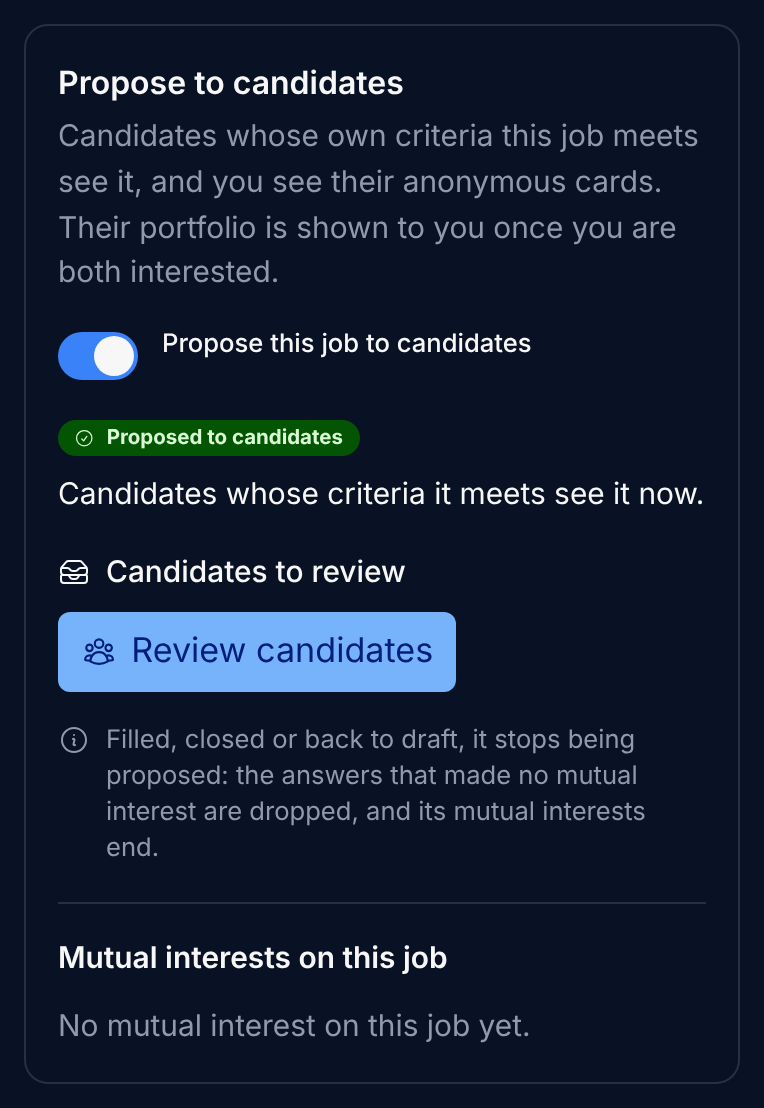 Propose to candidates
Candidates whose own criteria this job meets
see it, and you see their anonymous cards.
Their portfolio is shown to you once you are
both interested.
Propose this job to candidates
Proposed to candidates
Candidates whose criteria it meets see it now.
Candidates to review
Review candidates
Filled, closed or back to draft, it stops being
proposed: the answers that made no mutual
interest are dropped, and its mutual interests
end.
Mutual interests on this job
No mutual interest on this job yet.